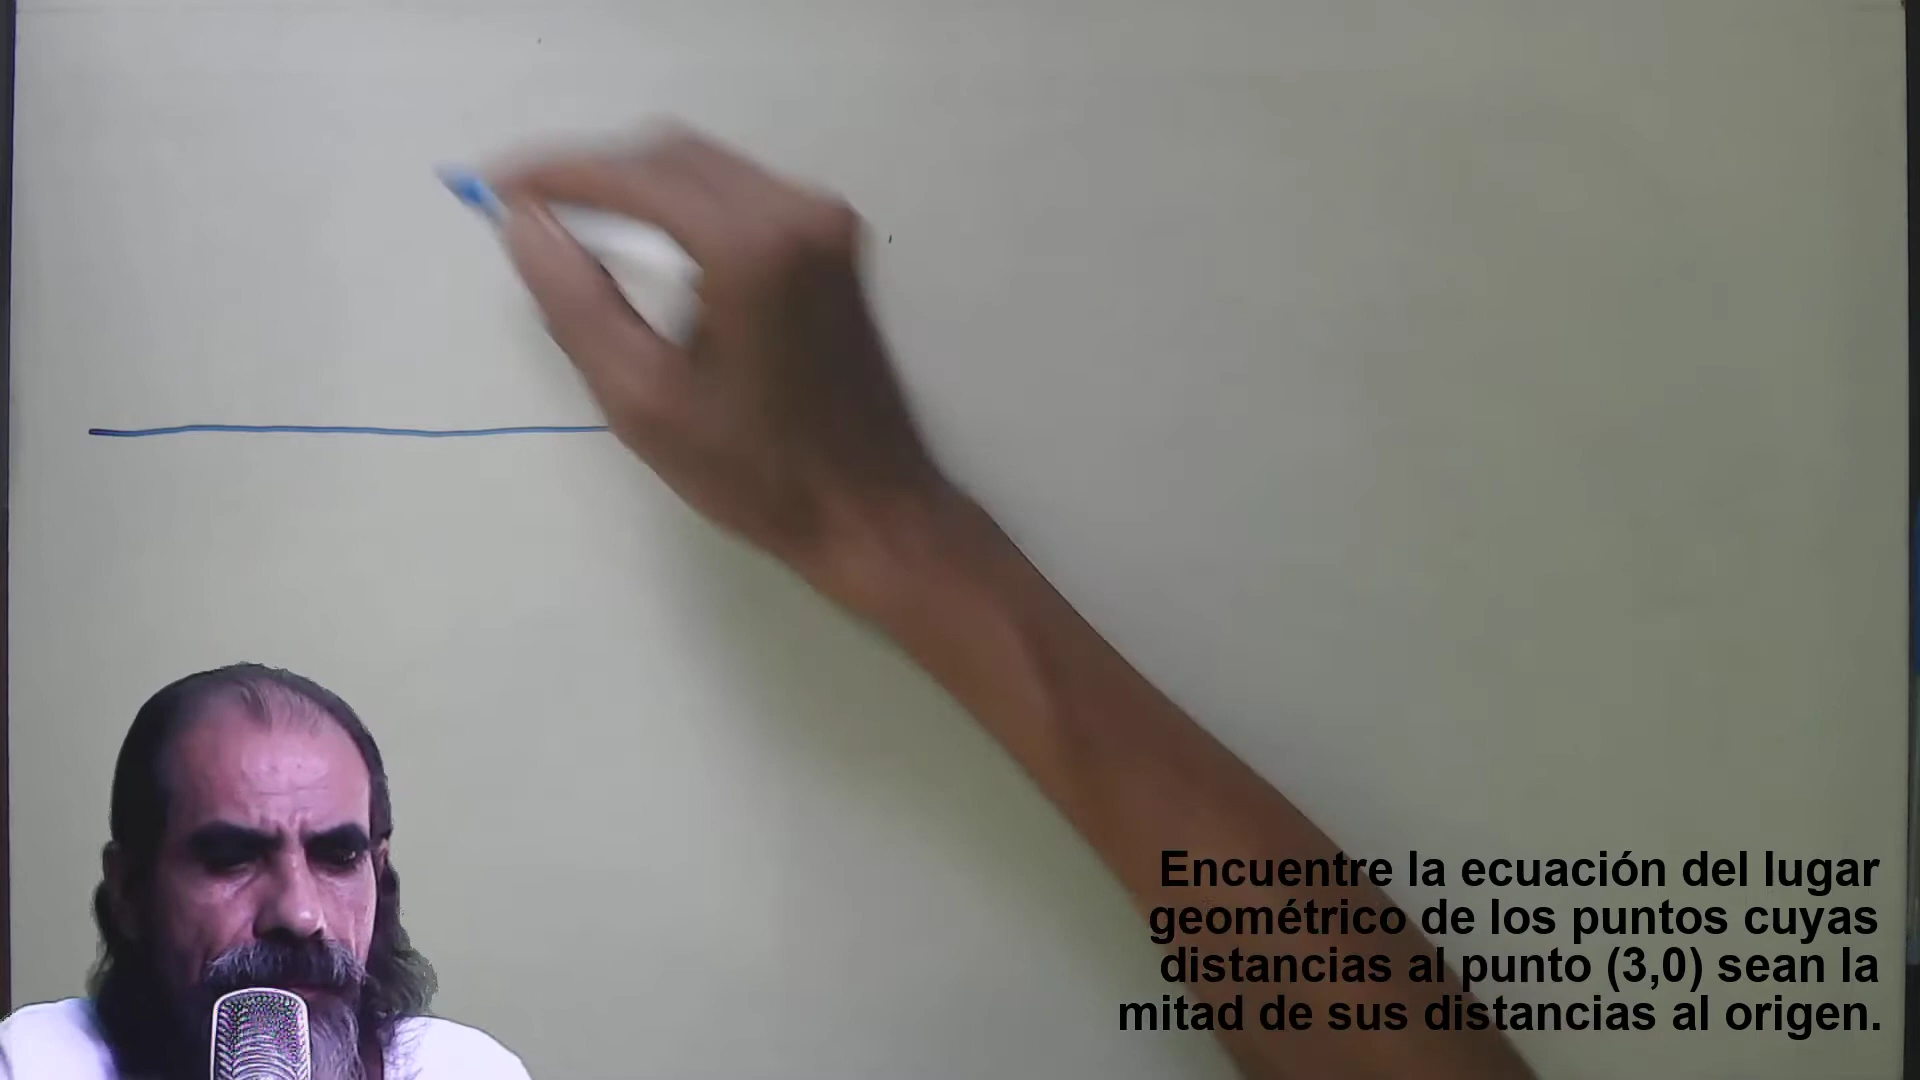 Encuentre la ecuación del lugar
geométrico de los puntos cuyas
distancias al punto (3,0) sean la
mitad de sus distancias al origen.